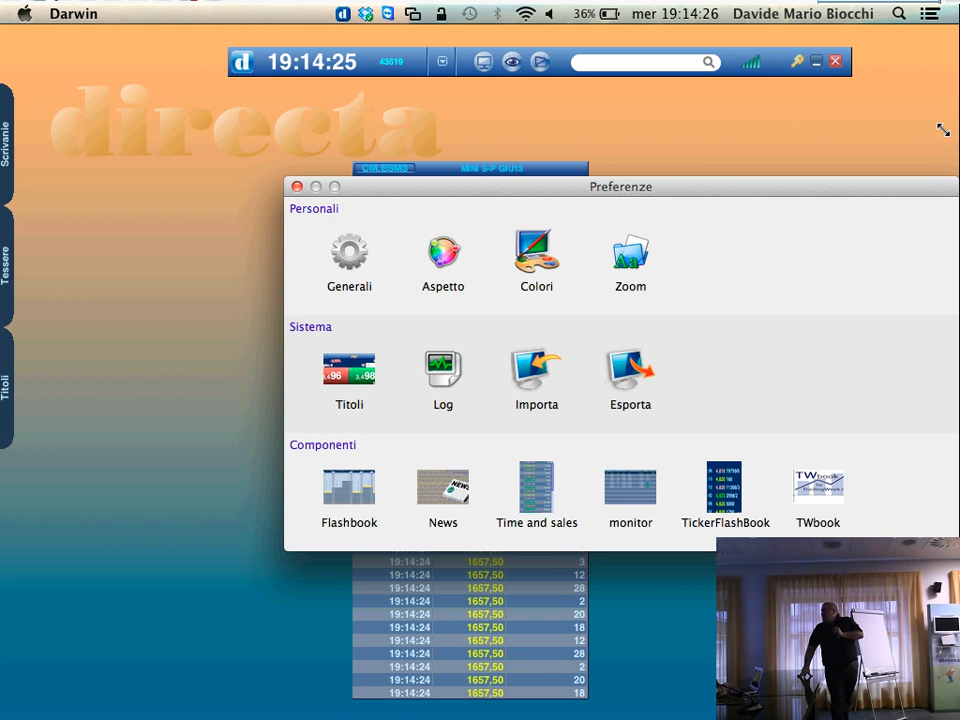 Darwin
36%
mer 19:14:26
Davide Mario Biocchi
d
19:14:25
43519
directa
Scrivanie
Tessere
Titoli
CM.ESM3
MINI S-P GIU13
Preferenze
Personali
Generali
Aspetto
Colori
Zoom
Sistema
Titoli
Log
Importa
Esporta
Componenti
Flashbook
News
Time and sales
monitor
TickerFlashBook
TWbook
19:14:24 1657,50 3
19:14:24 1657,50 12
19:14:24 1657,50 28
19:14:24 1657,50 2
19:14:24 1657,50 20
19:14:24 1657,50 18
19:14:24 1657,50 12
19:14:24 1657,50 28
19:14:24 1657,50 2
19:14:24 1657,50 20
19:14:24 1657,50 18